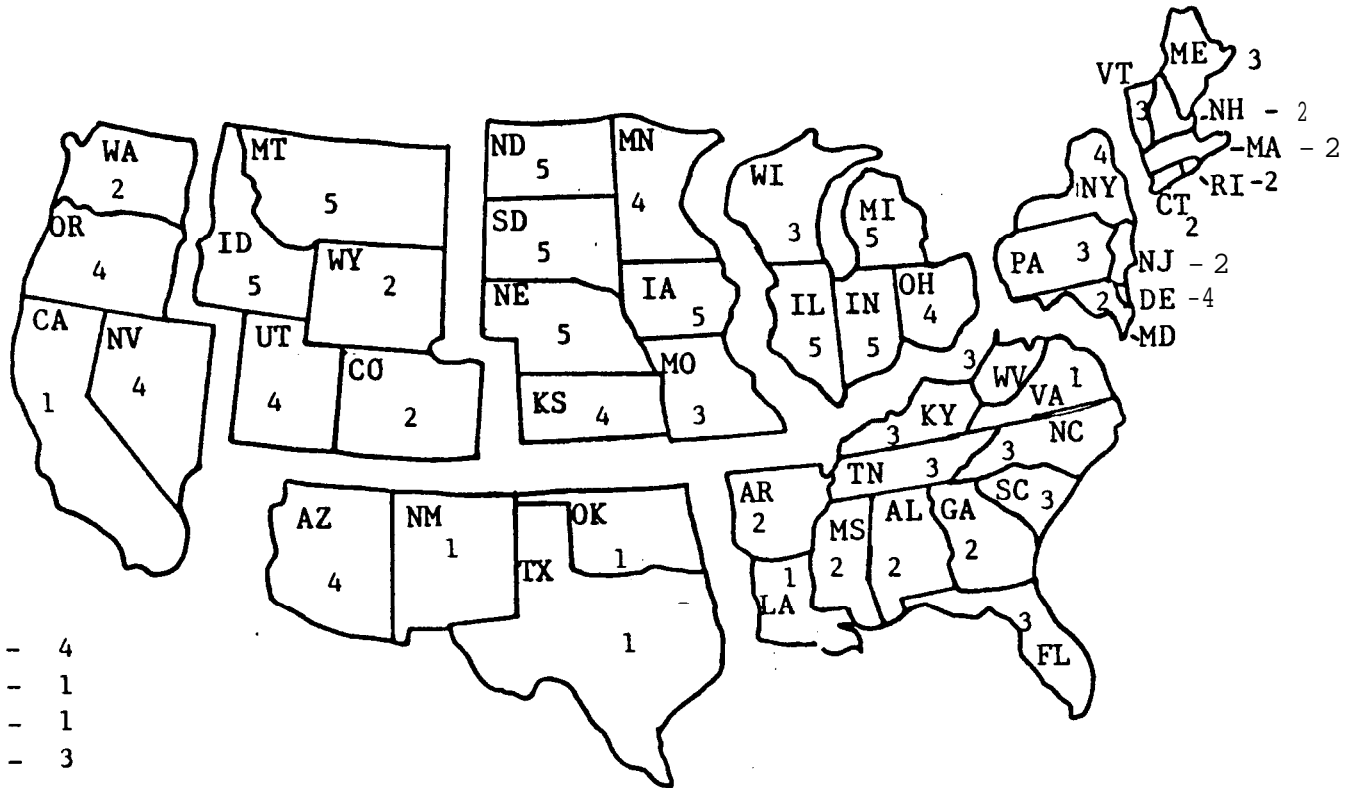 WA
2
OR
4
CA
1
NV
4
MT
5
ID
5
WY
2
UT
4
CO
2
ND
5
SD
5
NE
5
KS
4
MN
4
IA
5
MO
3
WI
3
MI
5
IL
5
IN
5
OH
4
ME 3
VT
3
NH - 2
MA - 2
RI-2
CT
2
4
NY
PA 3
NJ - 2
DE -4
2
MD
3
WV
VA 1
KY
3
NC
3
TN 3
SC
3
AR
2
MS
2
AL
2
GA
2
1
LA
3
FL
AZ
4
NM
1
OK
1
TX
1
- 4
- 1
- 1
- 3